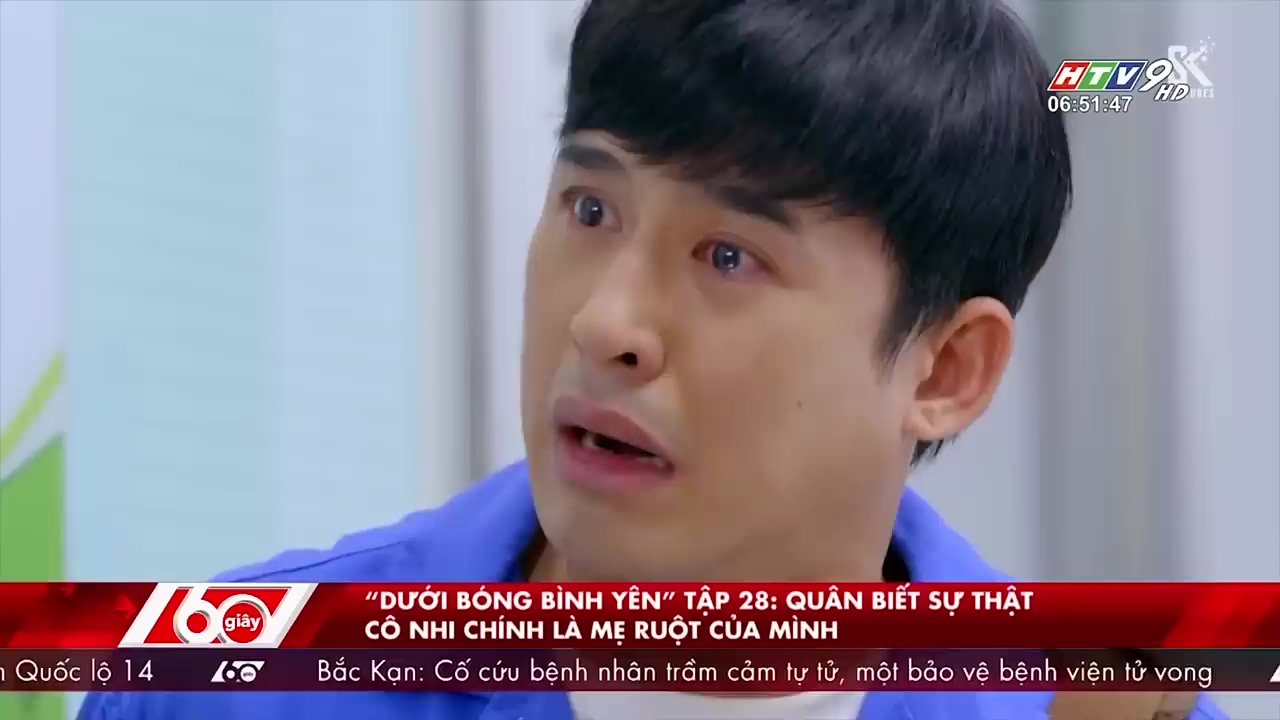 HTV9 HD
06:51:47
60 giây
“DƯỚI BÓNG BÌNH YÊN” TẬP 28: QUÂN BIẾT SỰ THẬT
CÔ NHI CHÍNH LÀ MẸ RUỘT CỦA MÌNH
Quốc lộ 14 60 giây Bắc Kạn: Cố cứu bệnh nhân trầm cảm tự tử, một bảo vệ bệnh viện tử vong